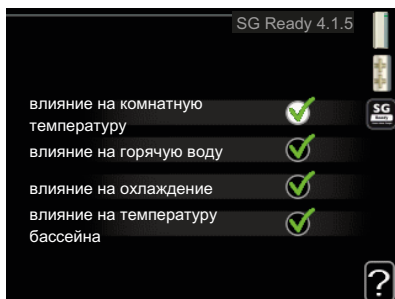 SG Ready 4.1.5
влияние на комнатную
температуру
SG
Ready
влияние на горячую воду
влияние на охлаждение
влияние на температуру
бассейна
?